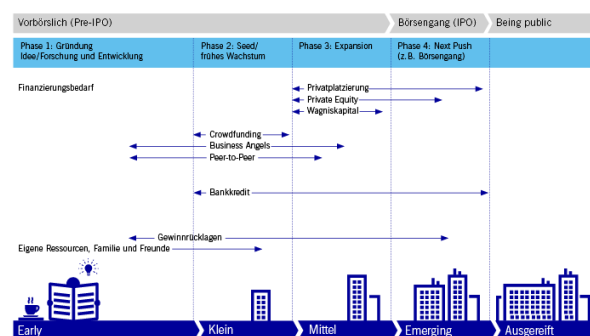 Vorbörslich (Pre-IPO)
Börsengang (IPO)
Being public
Phase 1: Gründung
Idee/Forschung und Entwicklung
Phase 2: Seed/
frühes Wachstum
Phase 3: Expansion
Phase 4: Next Push
(z.B. Börsengang)
Finanzierungsbedarf
Privatplatzierung
Private Equity
Wagniskapital
Crowdfunding
Business Angels
Peer-to-Peer
Bankkredit
Gewinnrücklagen
Eigene Ressourcen, Familie und Freunde
Early
Klein
Mittel
Emerging
Ausgereift